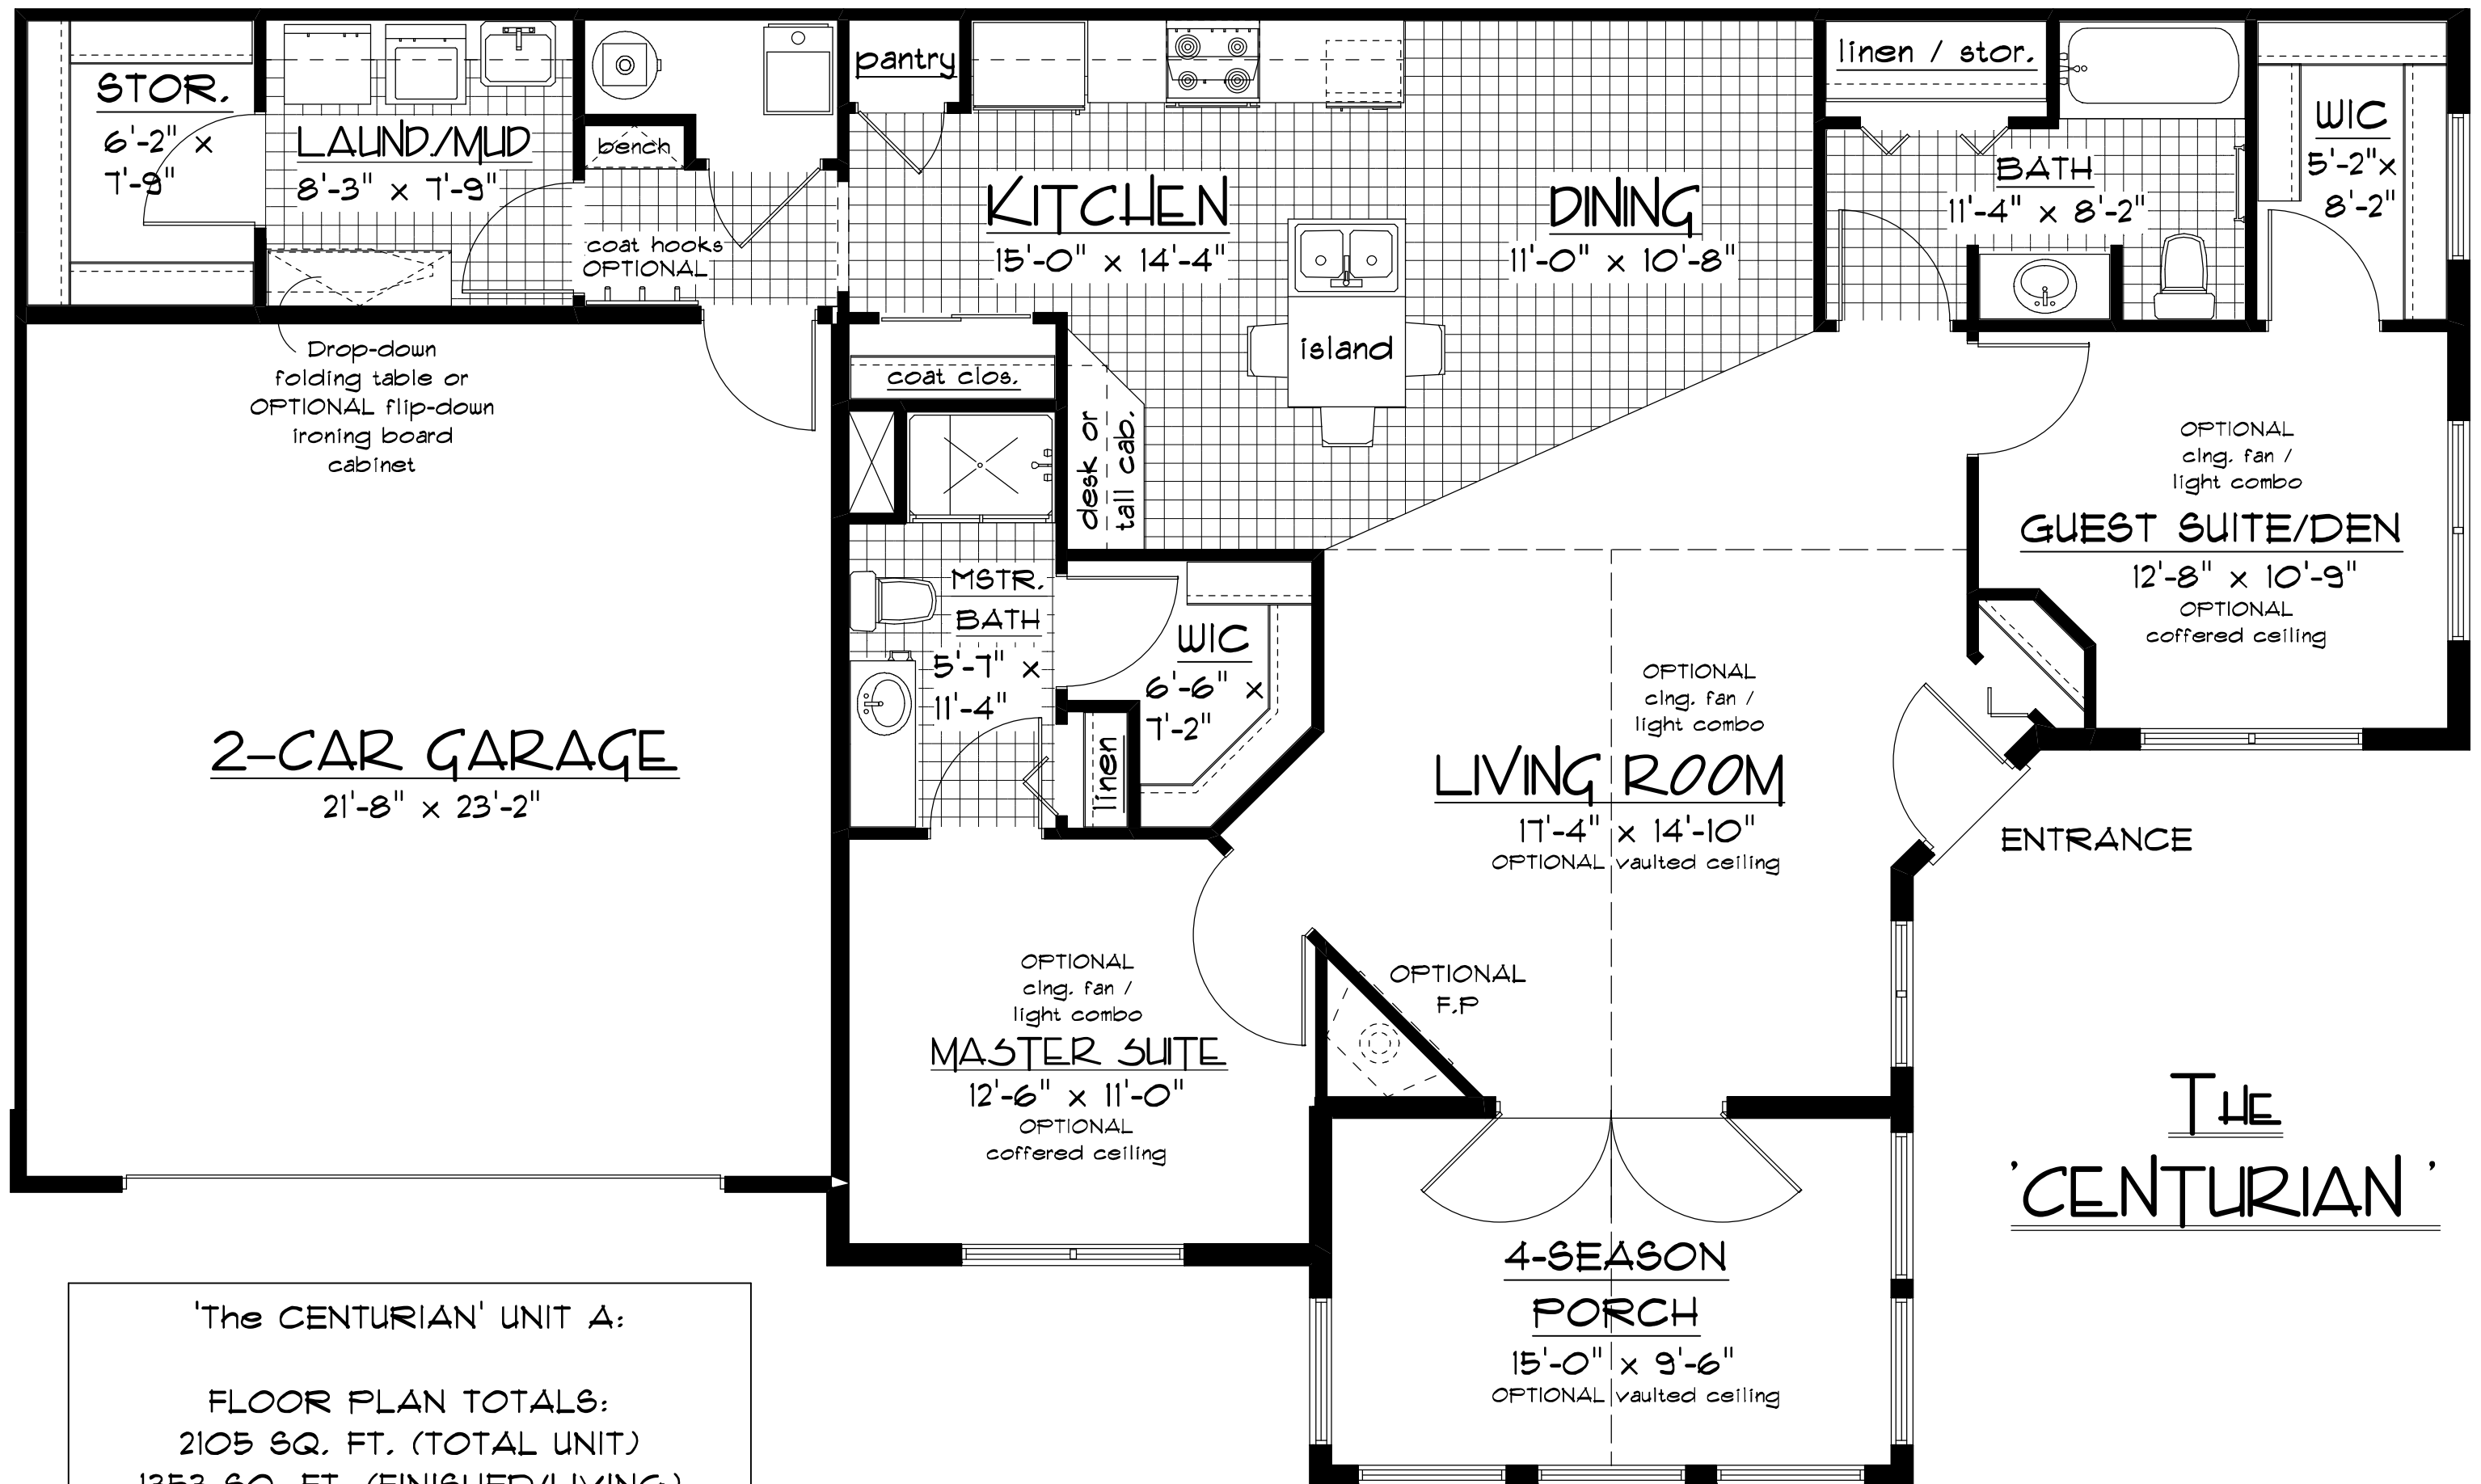 STOR.
6'-2" x
7'-9"
LAUND./MUD
8'-3" x 7'-9"
bench
coat hooks
OPTIONAL
pantry
KITCHEN
15'-0" x 14'-4"
DINING
11'-0" x 10'-8"
linen / stor.
BATH
11'-4" x 8'-2"
WIC
5'-2"x
8'-2"
Drop-down
folding table or
OPTIONAL flip-down
ironing board
cabinet
coat clos.
desk or
tall cab.
island
OPTIONAL
clng. fan /
light combo
GUEST SUITE/DEN
12'-8" x 10'-9"
OPTIONAL
coffered ceiling
MSTR.
BATH
5'-7" x
11'-4"
WIC
6'-6" x
7'-2"
linen
2-CAR GARAGE
21'-8" x 23'-2"
OPTIONAL
clng. fan /
light combo
LIVING ROOM
17'-4" x 14'-10"
OPTIONAL vaulted ceiling
ENTRANCE
OPTIONAL
F.P
OPTIONAL
clng. fan /
light combo
MASTER SUITE
12'-6" x 11'-0"
OPTIONAL
coffered ceiling
THE
'CENTURIAN '
4-SEASON
PORCH
15'-0" x 9'-6"
OPTIONAL vaulted ceiling
'The CENTURIAN' UNIT A:
FLOOR PLAN TOTALS:
2105 SQ. FT. (TOTAL UNIT)
1353 SQ. FT. (FINISHED/LIVING)